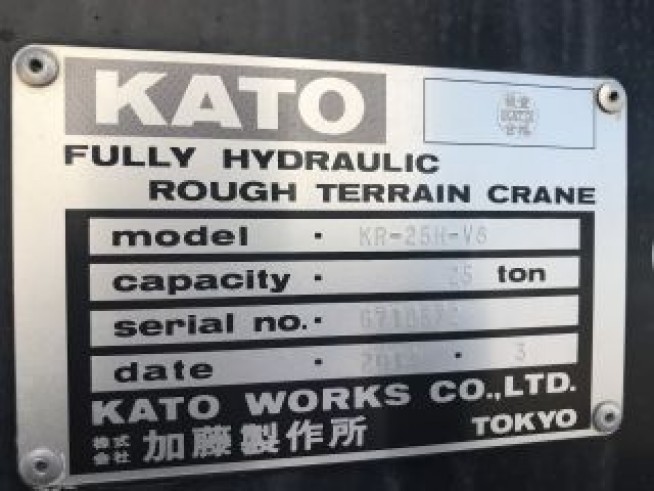 KATO
FULLY HYDRAULIC
ROUGH TERRAIN CRANE
model · KR-25H-V6
capacity · 25 ton
serial no.·
date · · 3
KATO WORKS CO.,LTD.
株式会社 加藤製作所 TOKYO